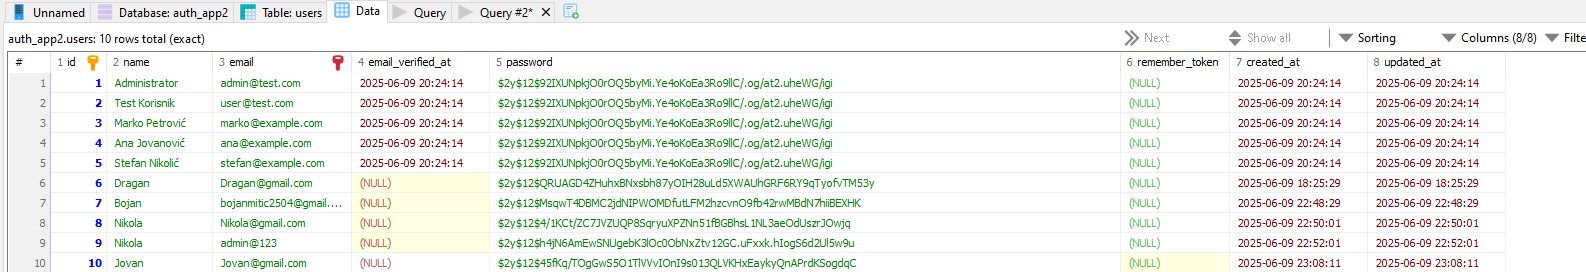 Unnamed Database: auth_app2 Table: users Data Query Query #2*
auth_app2.users: 10 rows total (exact) Next Show all Sorting Columns (8/8) Filte
# 1 id 2 name 3 email 4 email_verified_at 5 password 6 remember_token 7 created_at 8 updated_at
1 1 Administrator admin@test.com 2025-06-09 20:24:14 $2y$12$92IXUNpkjO0rOQ5byMi.Ye4oKoEa3Ro9llC/.og/at2.uheWG/igi (NULL) 2025-06-09 20:24:14 2025-06-09 20:24:14
2 2 Test Korisnik user@test.com 2025-06-09 20:24:14 $2y$12$92IXUNpkjO0rOQ5byMi.Ye4oKoEa3Ro9llC/.og/at2.uheWG/igi (NULL) 2025-06-09 20:24:14 2025-06-09 20:24:14
3 3 Marko Petrović marko@example.com 2025-06-09 20:24:14 $2y$12$92IXUNpkjO0rOQ5byMi.Ye4oKoEa3Ro9llC/.og/at2.uheWG/igi (NULL) 2025-06-09 20:24:14 2025-06-09 20:24:14
4 4 Ana Jovanović ana@example.com 2025-06-09 20:24:14 $2y$12$92IXUNpkjO0rOQ5byMi.Ye4oKoEa3Ro9llC/.og/at2.uheWG/igi (NULL) 2025-06-09 20:24:14 2025-06-09 20:24:14
5 5 Stefan Nikolić stefan@example.com 2025-06-09 20:24:14 $2y$12$92IXUNpkjO0rOQ5byMi.Ye4oKoEa3Ro9llC/.og/at2.uheWG/igi (NULL) 2025-06-09 20:24:14 2025-06-09 20:24:14
6 6 Dragan Dragan@gmail.com (NULL) $2y$12$QRUAGD4ZHuhxBNxsbh87yOIH28uLd5XWAUhGRF6RY9qTyofvTM53y (NULL) 2025-06-09 18:25:29 2025-06-09 18:25:29
7 7 Bojan bojanmitic2504@gmail.... (NULL) $2y$12$MsqwT4DBMC2jdNIPWOMDfutLFM2hzcvnO9fb42rwMBdN7hiiBEXHK (NULL) 2025-06-09 22:48:29 2025-06-09 22:48:29
8 8 Nikola Nikola@gmail.com (NULL) $2y$12$4/1KCt/ZC7JVZUQP8SqryuXPZNn51fBGBhsL1NL3aeOdUszrJOwjq (NULL) 2025-06-09 22:50:01 2025-06-09 22:50:01
9 9 Nikola admin@123 (NULL) $2y$12$h4jN6AmEwSNUgebK3lOc0ObNxZtv12GC.uFxxk.hIogS6d2Ul5w9u (NULL) 2025-06-09 22:52:01 2025-06-09 22:52:01
10 10 Jovan Jovan@gmail.com (NULL) $2y$12$45fKq/TOgGwS5O1TlVvIOnI9s013QLVKHxEaykyQnAPrdKSogdqC (NULL) 2025-06-09 23:08:11 2025-06-09 23:08:11